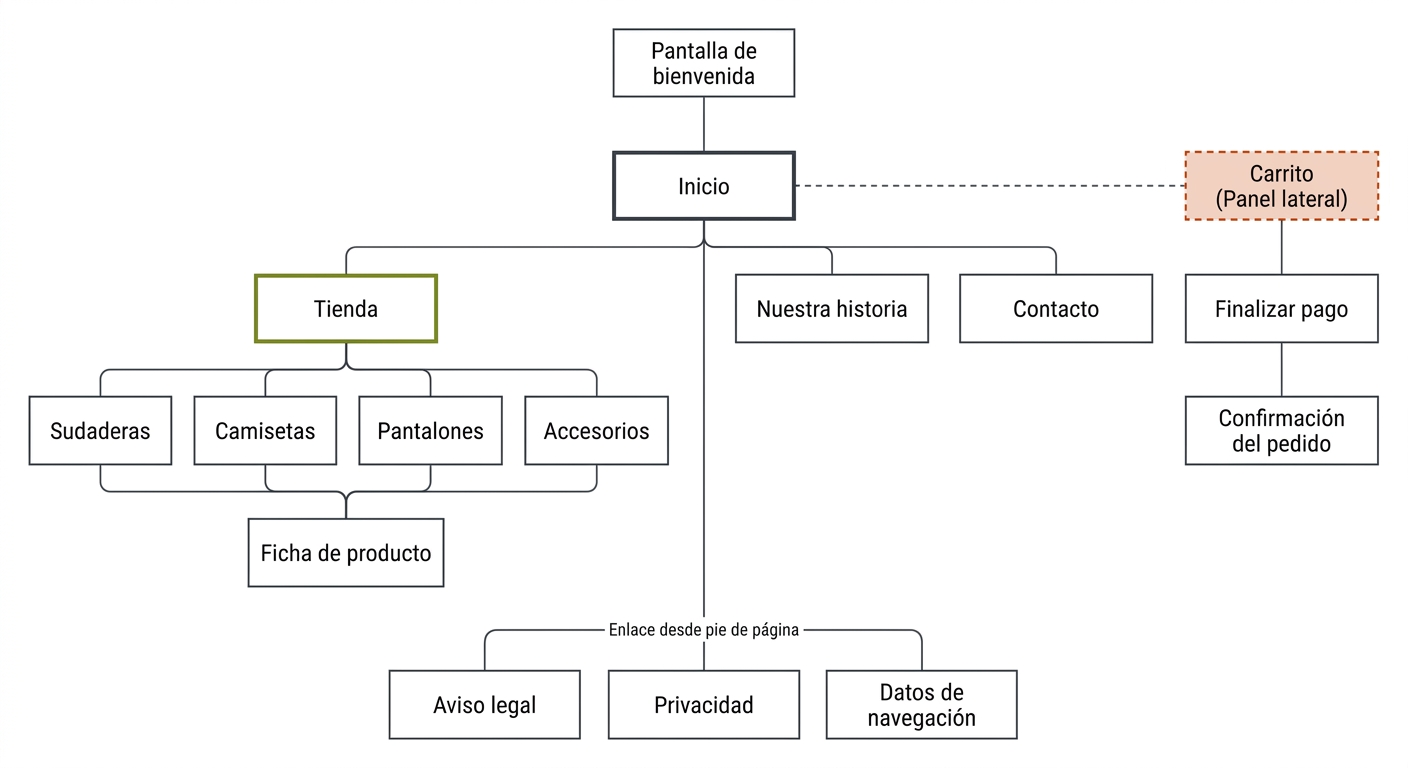 Pantalla de
bienvenida
Inicio
Carrito
(Panel lateral)
Tienda
Nuestra historia
Contacto
Finalizar pago
Sudaderas
Camisetas
Pantalones
Accesorios
Confirmación
del pedido
Ficha de producto
Enlace desde pie de página
Aviso legal
Privacidad
Datos de
navegación